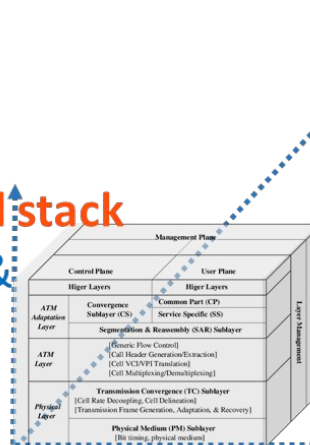 l stack
&
Management Plane
Control Plane User Plane
Higer Layers Higer Layers
ATM Adaptation Layer
Convergence Sublayer (CS)
Common Part (CP)
Service Specific (SS)
Segmentation & Reassembly (SAR) Sublayer
ATM Layer
[Generic Flow Control]
[Call Header Generation/Extraction]
[Cell VCI/VPI Translation]
[Cell Multiplexing/Demultiplexing]
Physical Layer
Transmission Convergence (TC) Sublayer
[Cell Rate Decoupling, Cell Delineation]
[Transmission Frame Generation, Adaptation, & Recovery]
Physical Medium (PM) Sublayer
[Bit timing, physical medium]
Layer Management